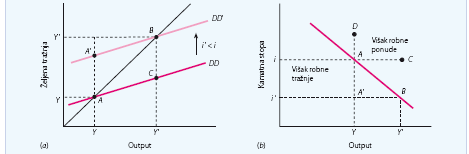 Željena tražnja
Y'
Y
A'
B
DD'
i' < i
C
DD
A
Y
Y'
(a)
Output
Kamatna stopa
i
i'
D
Višak robne
ponude
A
C
Višak robne
tražnje
A'
B
Y
Y'
(b)
Output